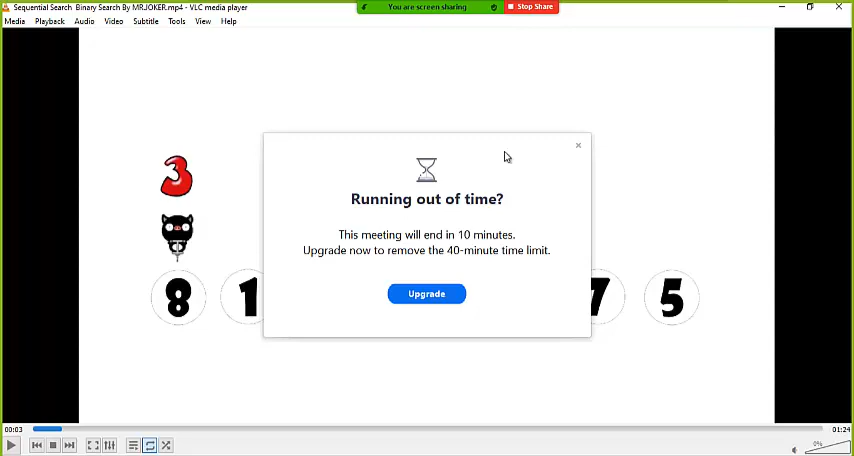 Sequential Search Binary Search By MRJOKER.mp4 - VLC media player
You are screen sharing
Stop Share
Media Playback Audio Video Subtitle Tools View Help
3
Running out of time?
This meeting will end in 10 minutes.
Upgrade now to remove the 40-minute time limit.
Upgrade
8 1 7 5
00:03
01:24
0%